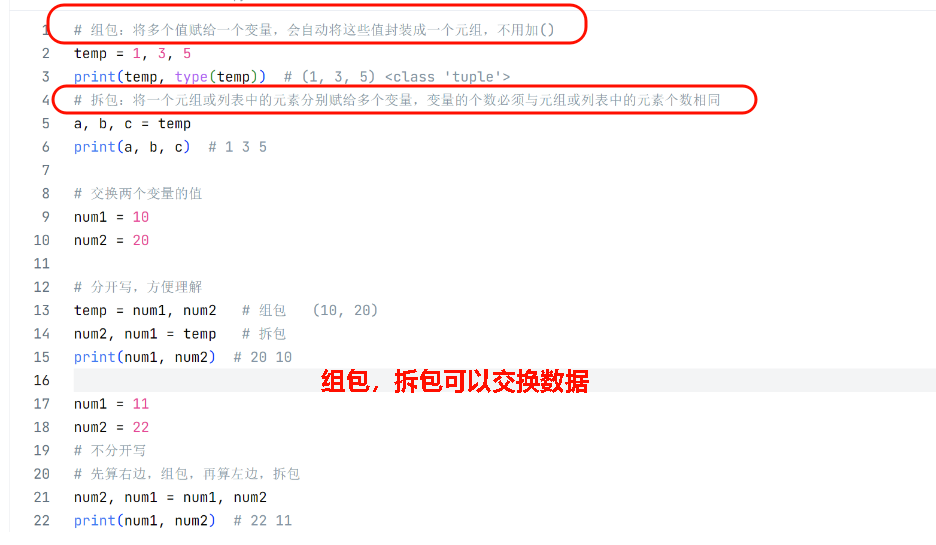 1 # 组包：将多个值赋给一个变量，会自动将这些值封装成一个元组，不用加()
2 temp = 1, 3, 5
3 print(temp, type(temp))  # (1, 3, 5) <class 'tuple'>
4 # 拆包：将一个元组或列表中的元素分别赋给多个变量，变量的个数必须与元组或列表中的元素个数相同
5 a, b, c = temp
6 print(a, b, c)  # 1 3 5
7
8 # 交换两个变量的值
9 num1 = 10
10 num2 = 20
11
12 # 分开写，方便理解
13 temp = num1, num2   # 组包   (10, 20)
14 num2, num1 = temp   # 拆包
15 print(num1, num2)  # 20 10
16 组包，拆包可以交换数据
17 num1 = 11
18 num2 = 22
19 # 不分开写
20 # 先算右边，组包，再算左边，拆包
21 num2, num1 = num1, num2
22 print(num1, num2)  # 22 11